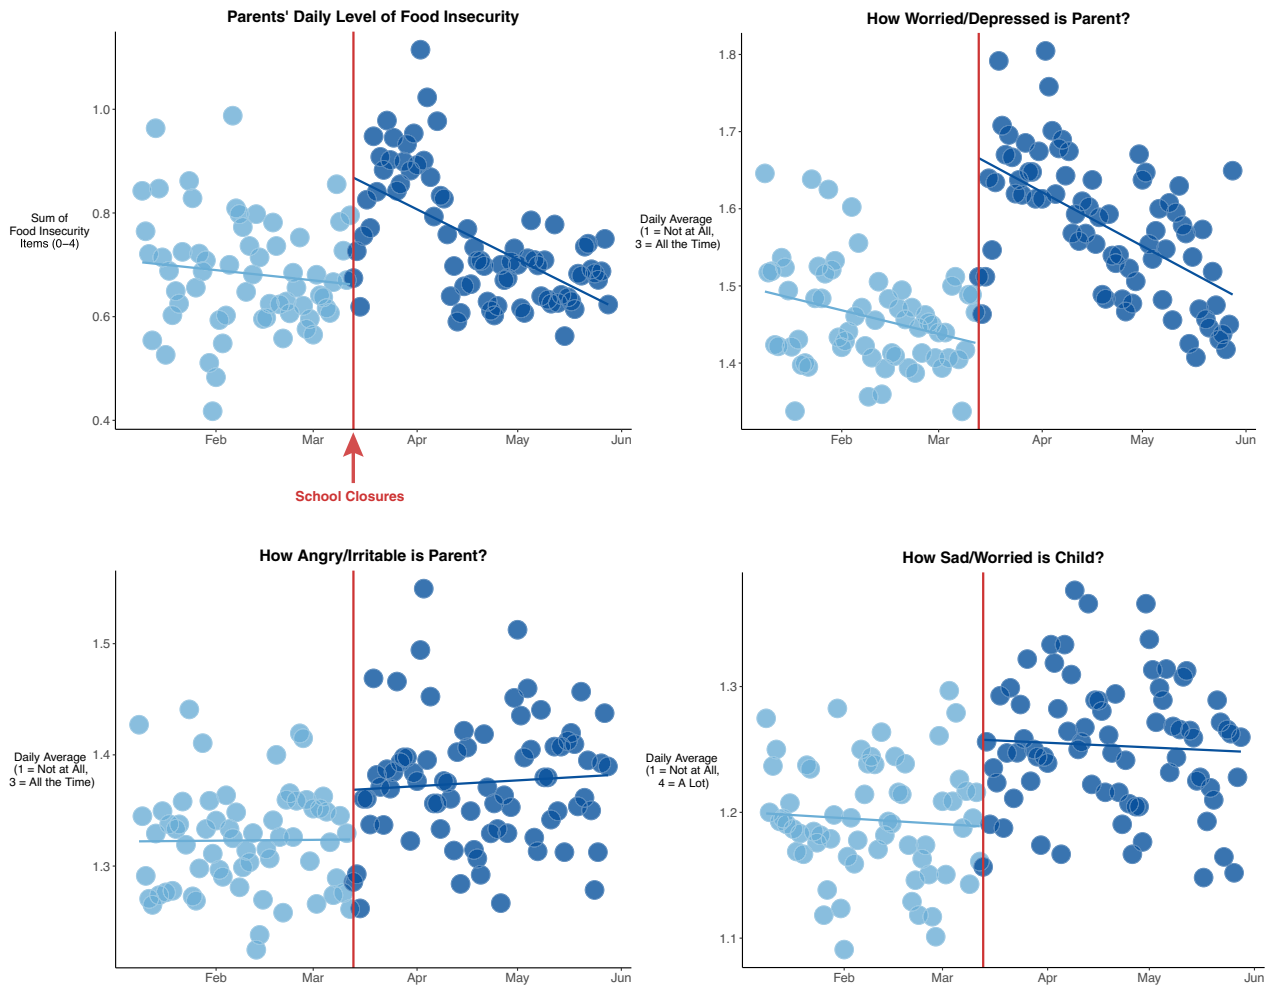 Parents' Daily Level of Food Insecurity
Sum of
Food Insecurity
Items (0–4)
1.0
0.8
0.6
0.4
Feb
Mar
Apr
May
Jun
School Closures
How Worried/Depressed is Parent?
Daily Average
(1 = Not at All,
3 = All the Time)
1.8
1.7
1.6
1.5
1.4
Feb
Mar
Apr
May
Jun
How Angry/Irritable is Parent?
Daily Average
(1 = Not at All,
3 = All the Time)
1.5
1.4
1.3
Feb
Mar
Apr
May
Jun
How Sad/Worried is Child?
Daily Average
(1 = Not at All,
4 = A Lot)
1.3
1.2
1.1
Feb
Mar
Apr
May
Jun